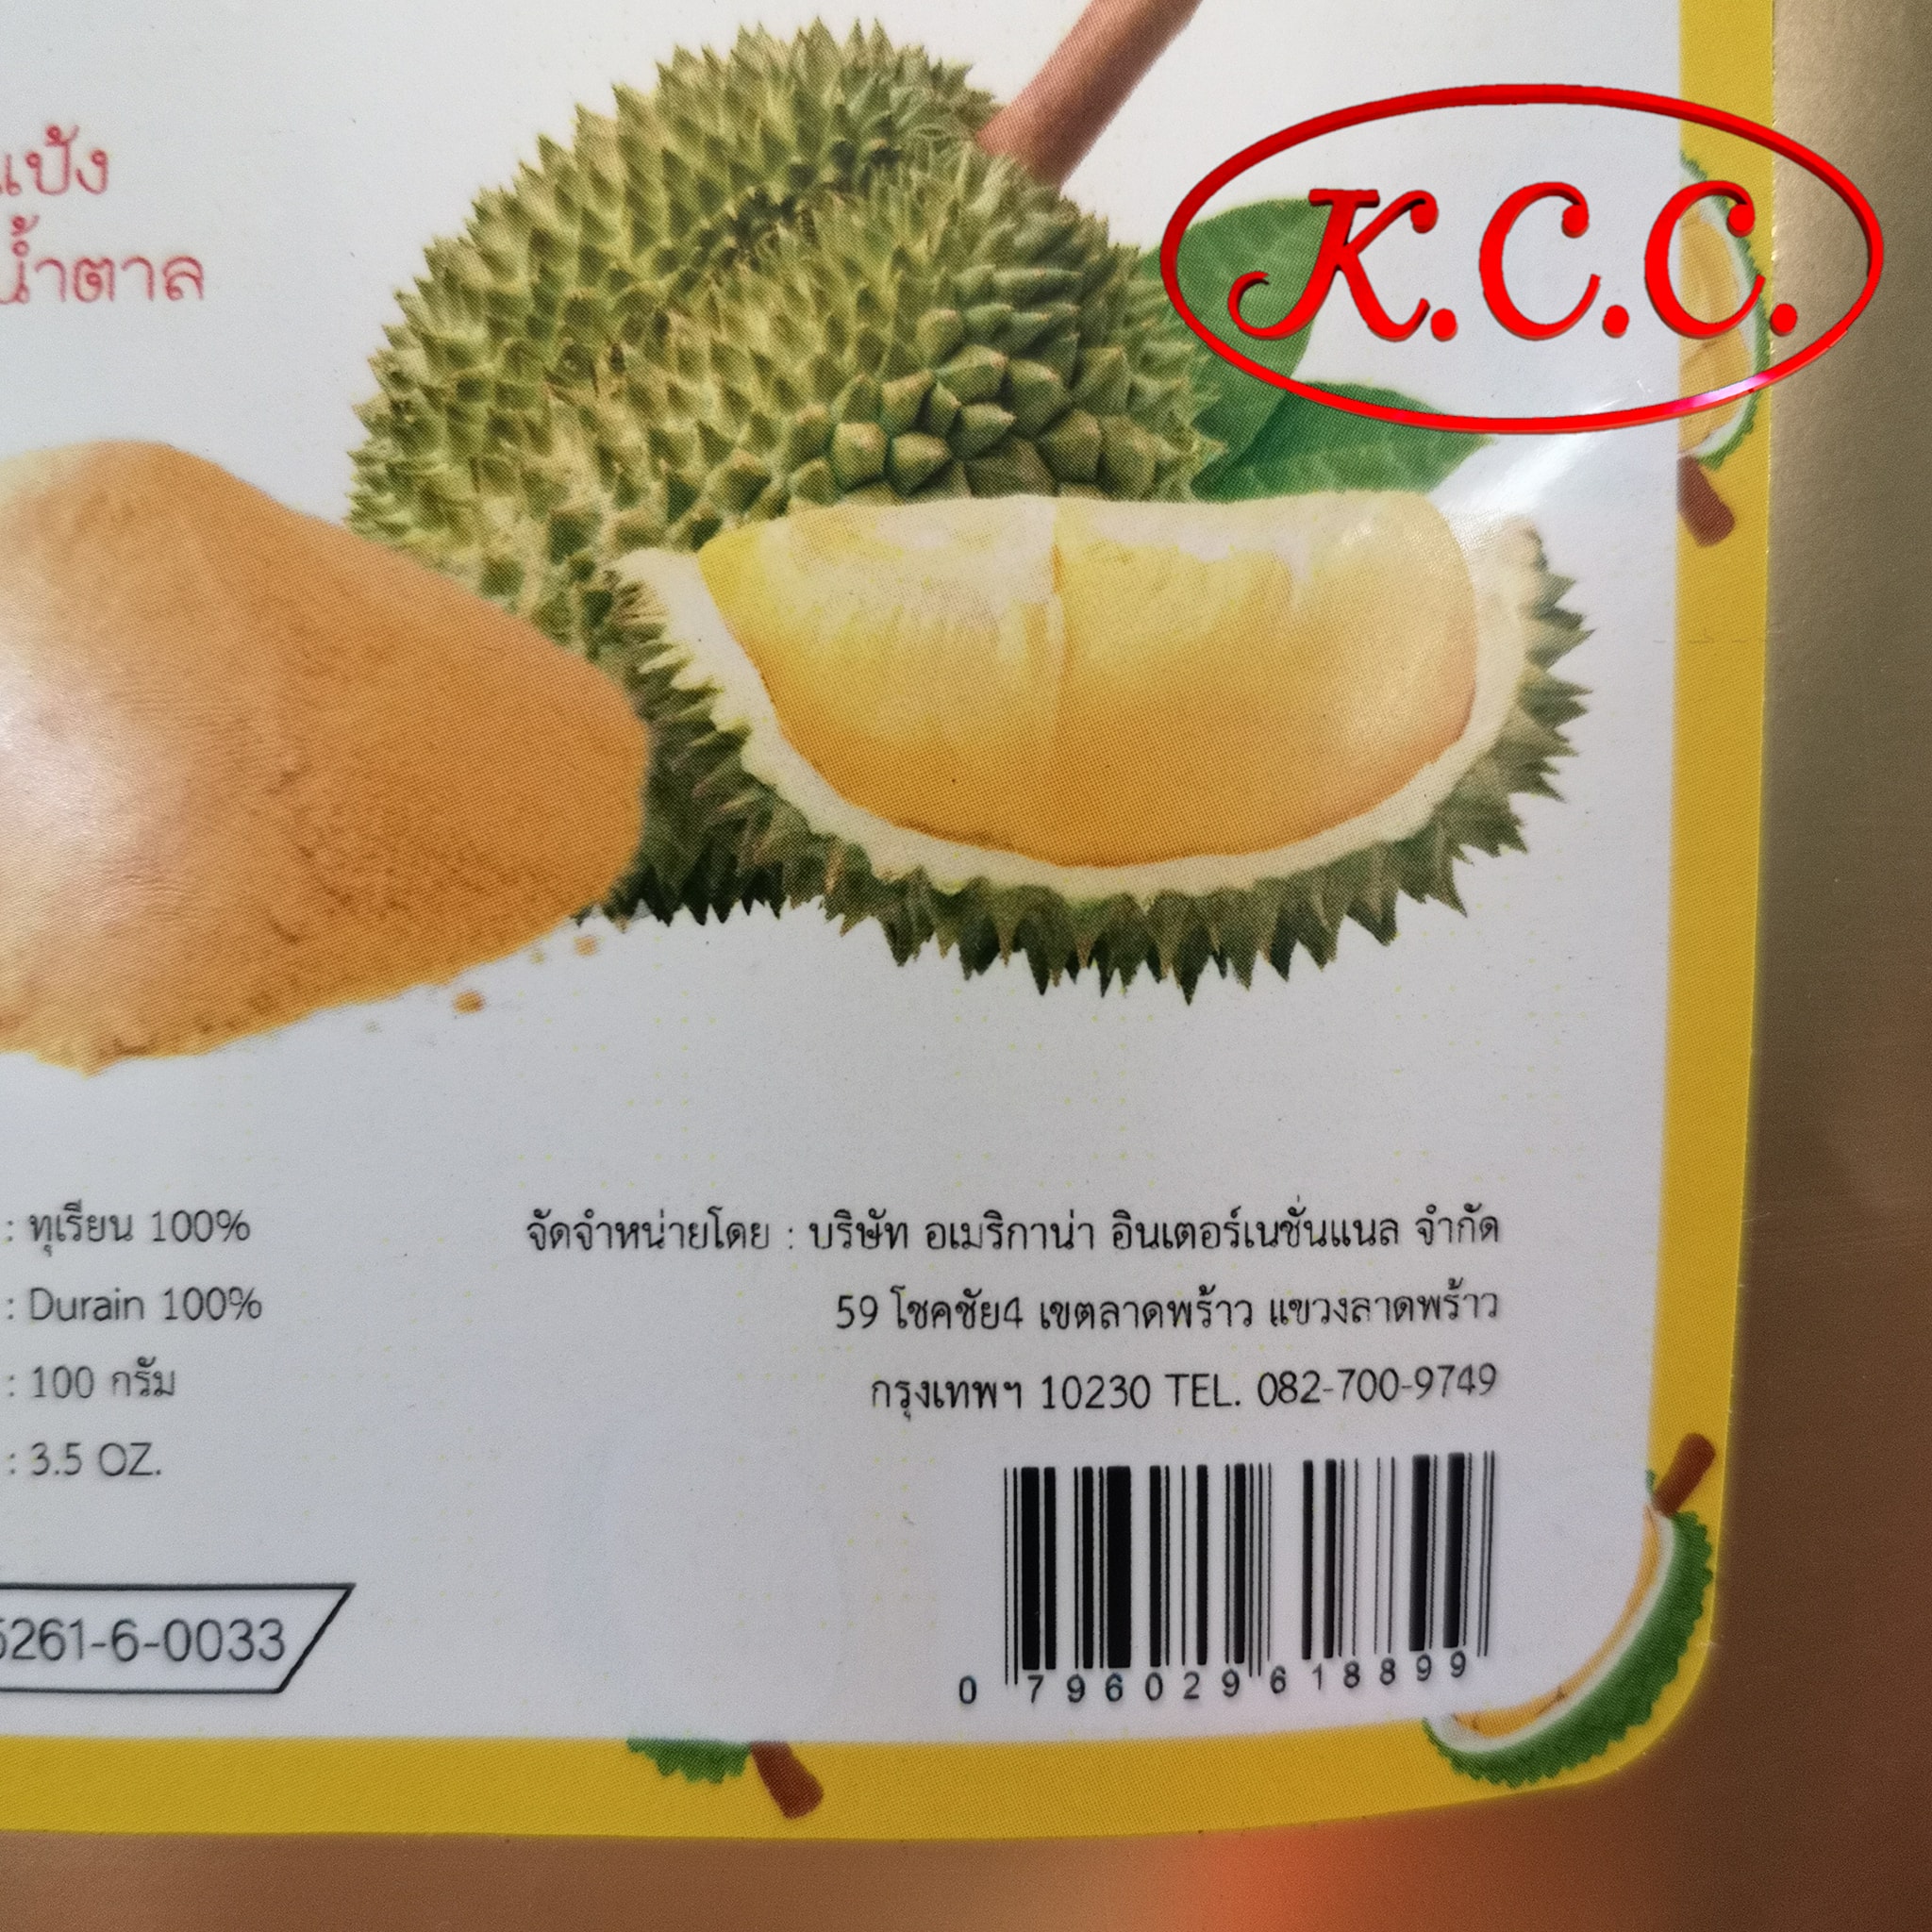 แป้ง
น้ำตาล
K.C.C.
: ทุเรียน 100%
: Durain 100%
: 100 กรัม
: 3.5 OZ.
5261-6-0033
จัดจำหน่ายโดย : บริษัท อเมริกาน่า อินเตอร์เนชั่นแนล จำกัด
59 โชคชัย4 เขตลาดพร้าว แขวงลาดพร้าว
กรุงเทพฯ 10230 TEL. 082-700-9749
0 796029 618899